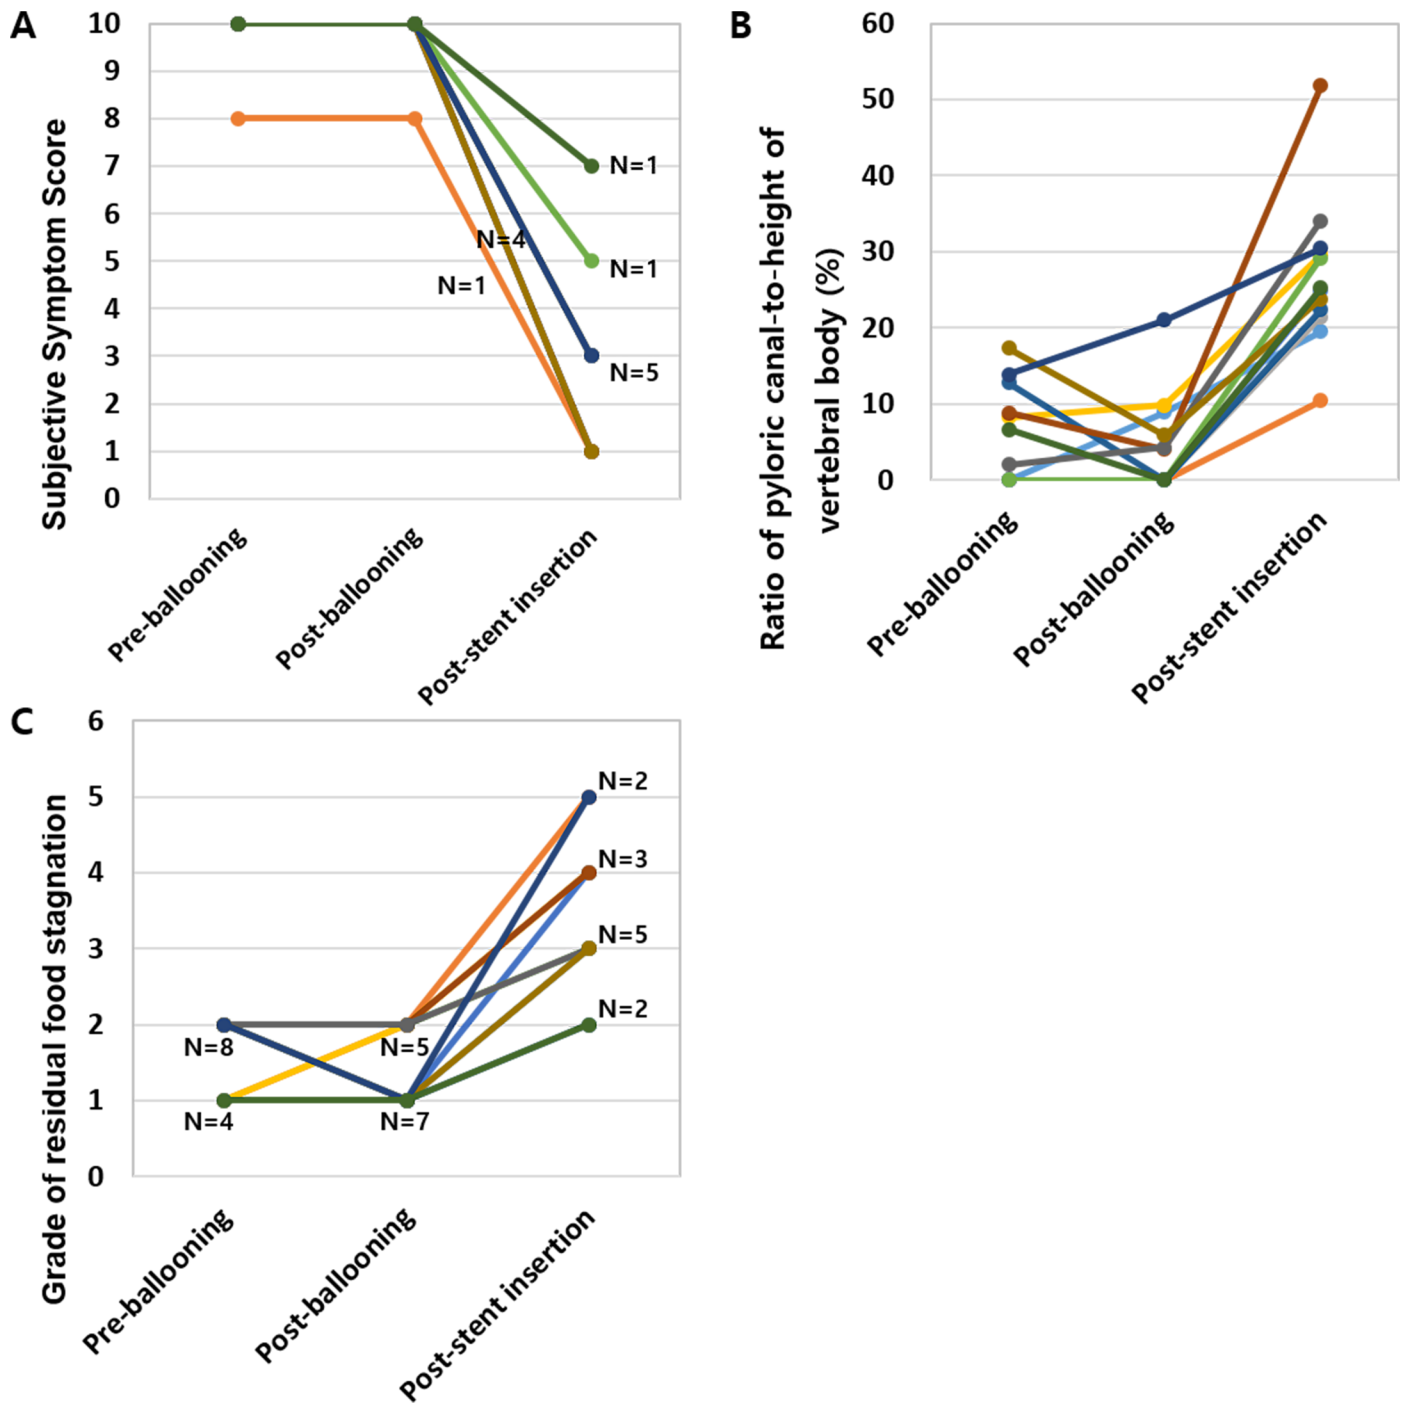 A
Subjective Symptom Score
10
9
8
7
6
5
4
3
2
1
0
N=1
N=4
N=1
N=1
N=5
Pre-ballooning
Post-ballooning
Post-stent insertion
B
Ratio of pyloric canal-to-height of
vertebral body (%)
60
50
40
30
20
10
0
Pre-ballooning
Post-ballooning
Post-stent insertion
C
Grade of residual food stagnation
6
5
4
3
2
1
0
N=2
N=3
N=5
N=2
N=8
N=5
N=4
N=7
Pre-ballooning
Post-ballooning
Post-stent insertion